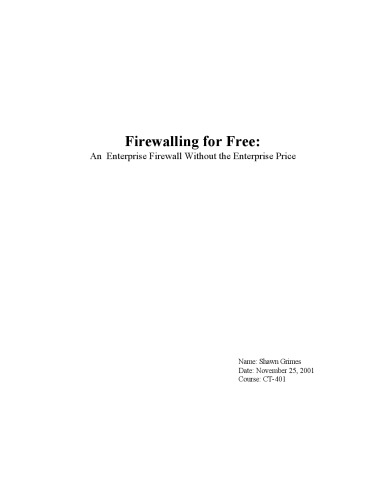 Firewalling for Free:
An Enterprise Firewall Without the Enterprise Price
Name: Shawn Grimes
Date: November 25, 2001
Course: CT-401